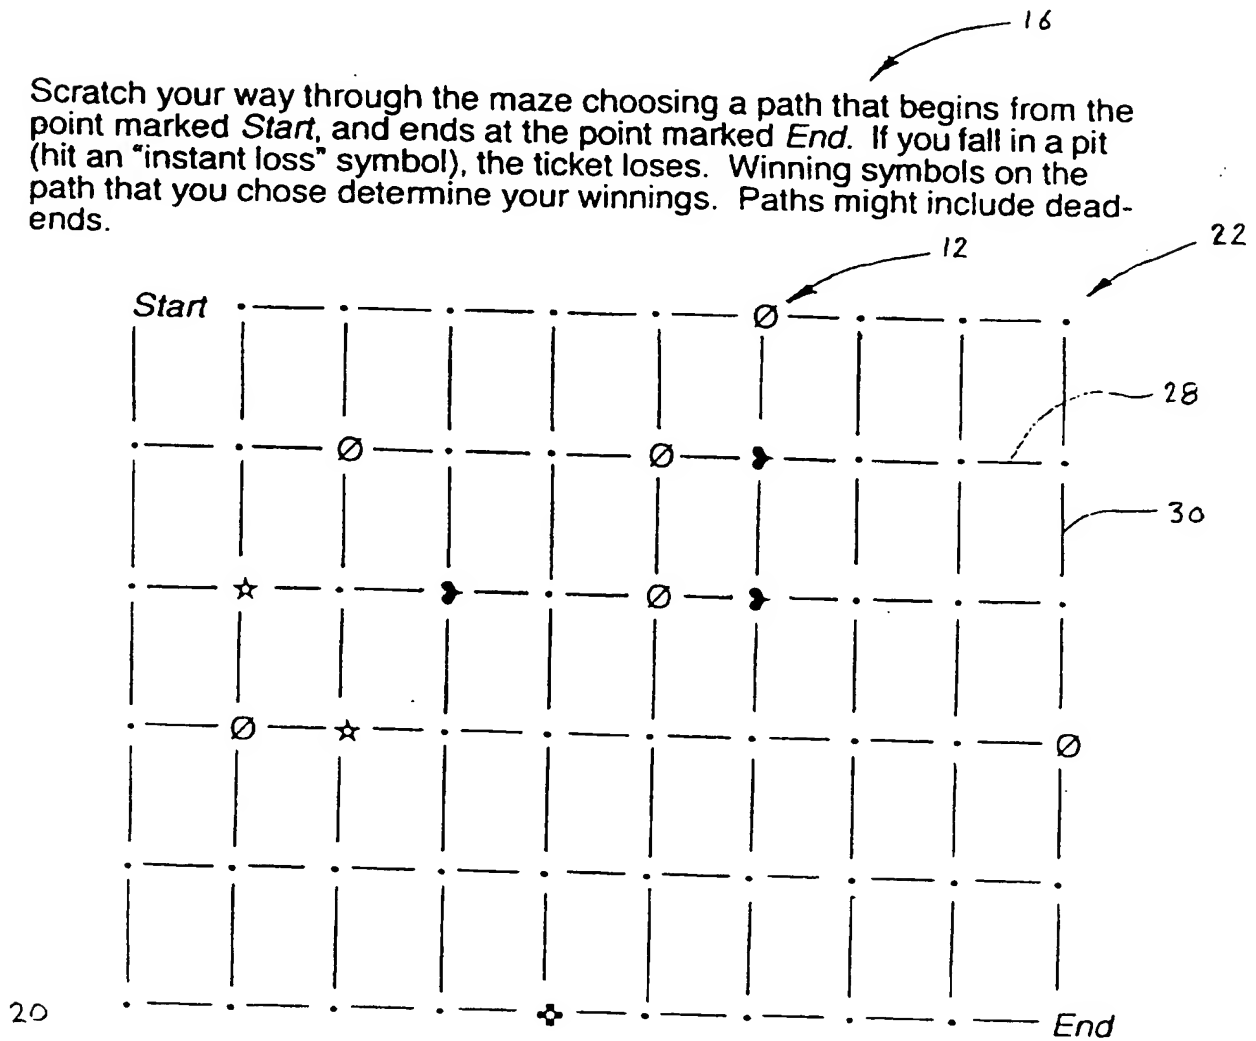 16
Scratch your way through the maze choosing a path that begins from the
point marked Start, and ends at the point marked End. If you fall in a pit
(hit an "instant loss" symbol), the ticket loses. Winning symbols on the
path that you chose determine your winnings. Paths might include dead-
ends.
12
22
Start
28
30
20
End